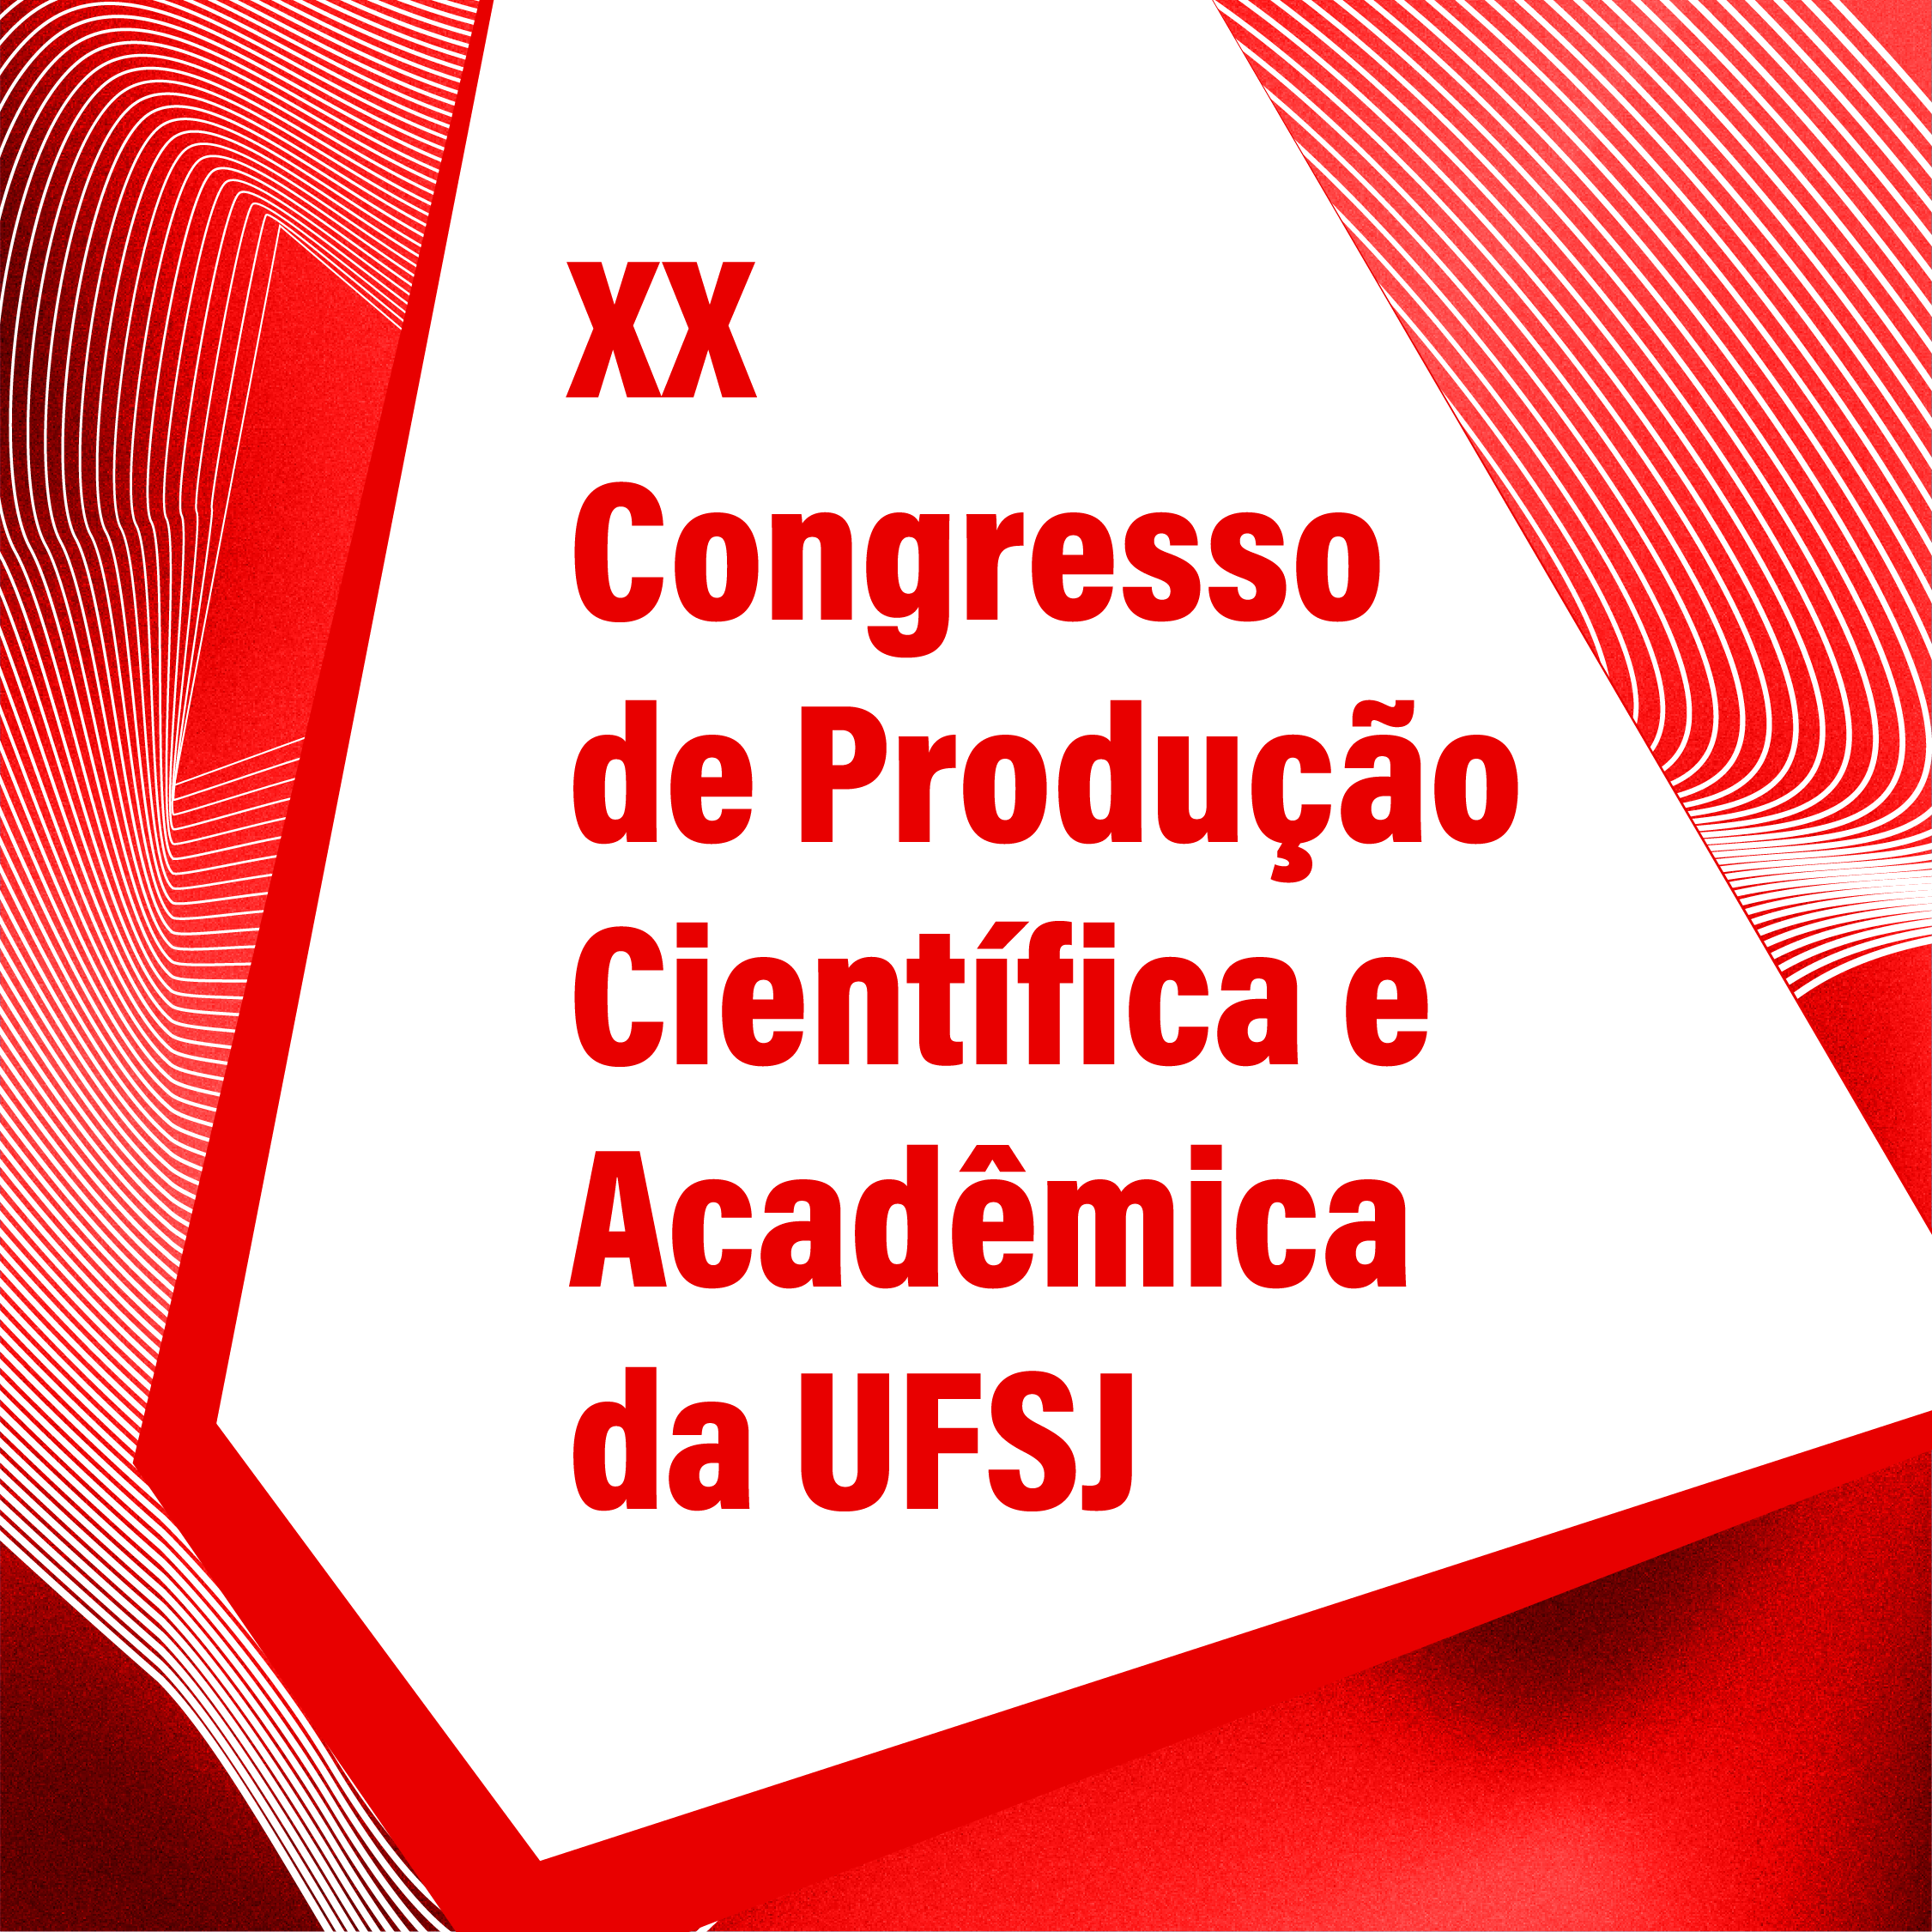 XX
Congresso
de Produção
Científica e
Acadêmica
da UFSJ